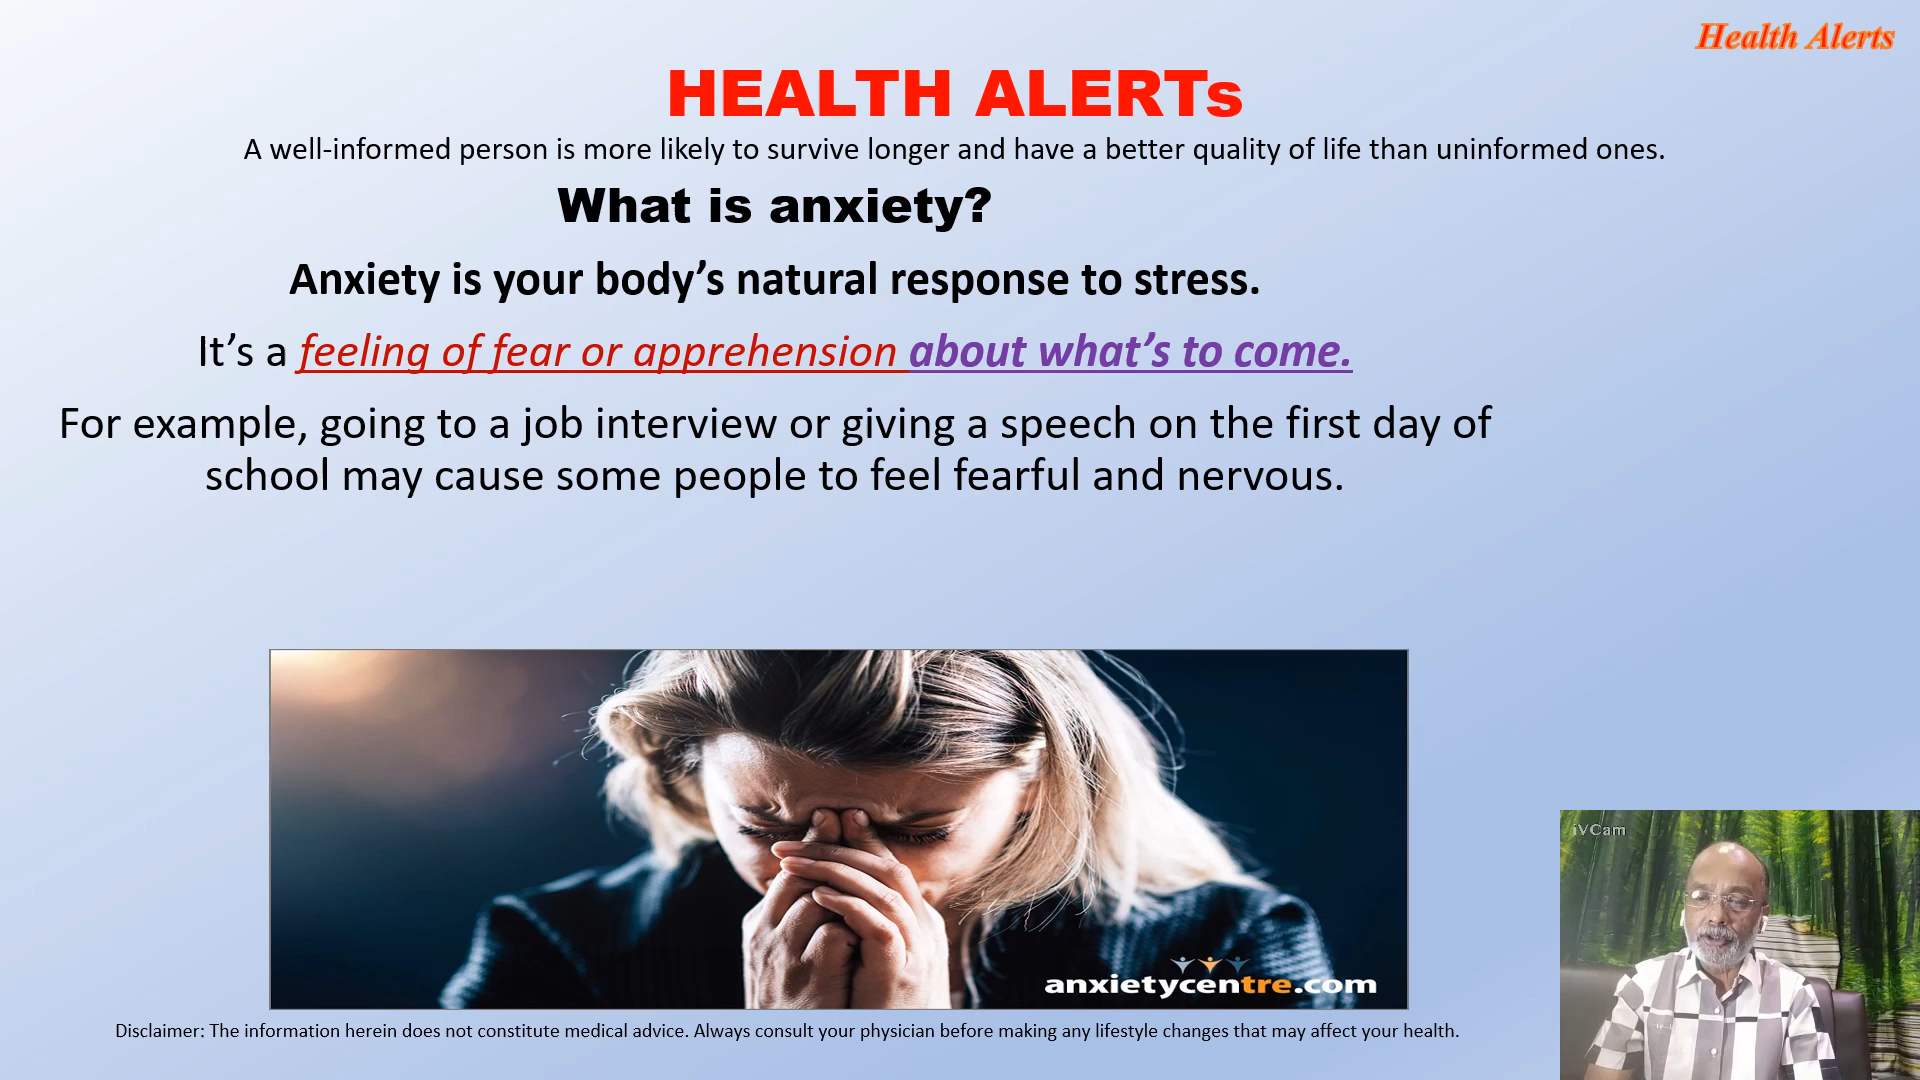 Health Alerts
HEALTH ALERTs
A well-informed person is more likely to survive longer and have a better quality of life than uninformed ones.
What is anxiety?
Anxiety is your body’s natural response to stress.
It’s a feeling of fear or apprehension about what’s to come.
For example, going to a job interview or giving a speech on the first day of
school may cause some people to feel fearful and nervous.
iVCam
anxietycentre.com
Disclaimer: The information herein does not constitute medical advice. Always consult your physician before making any lifestyle changes that may affect your health.